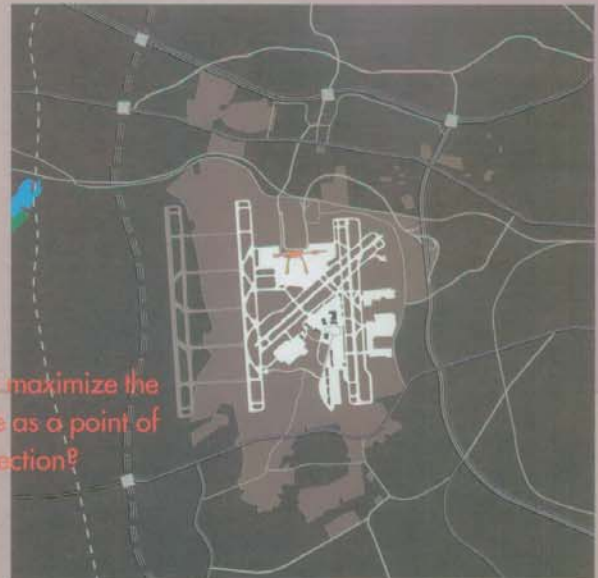 maximize the
e as a point of
ection?